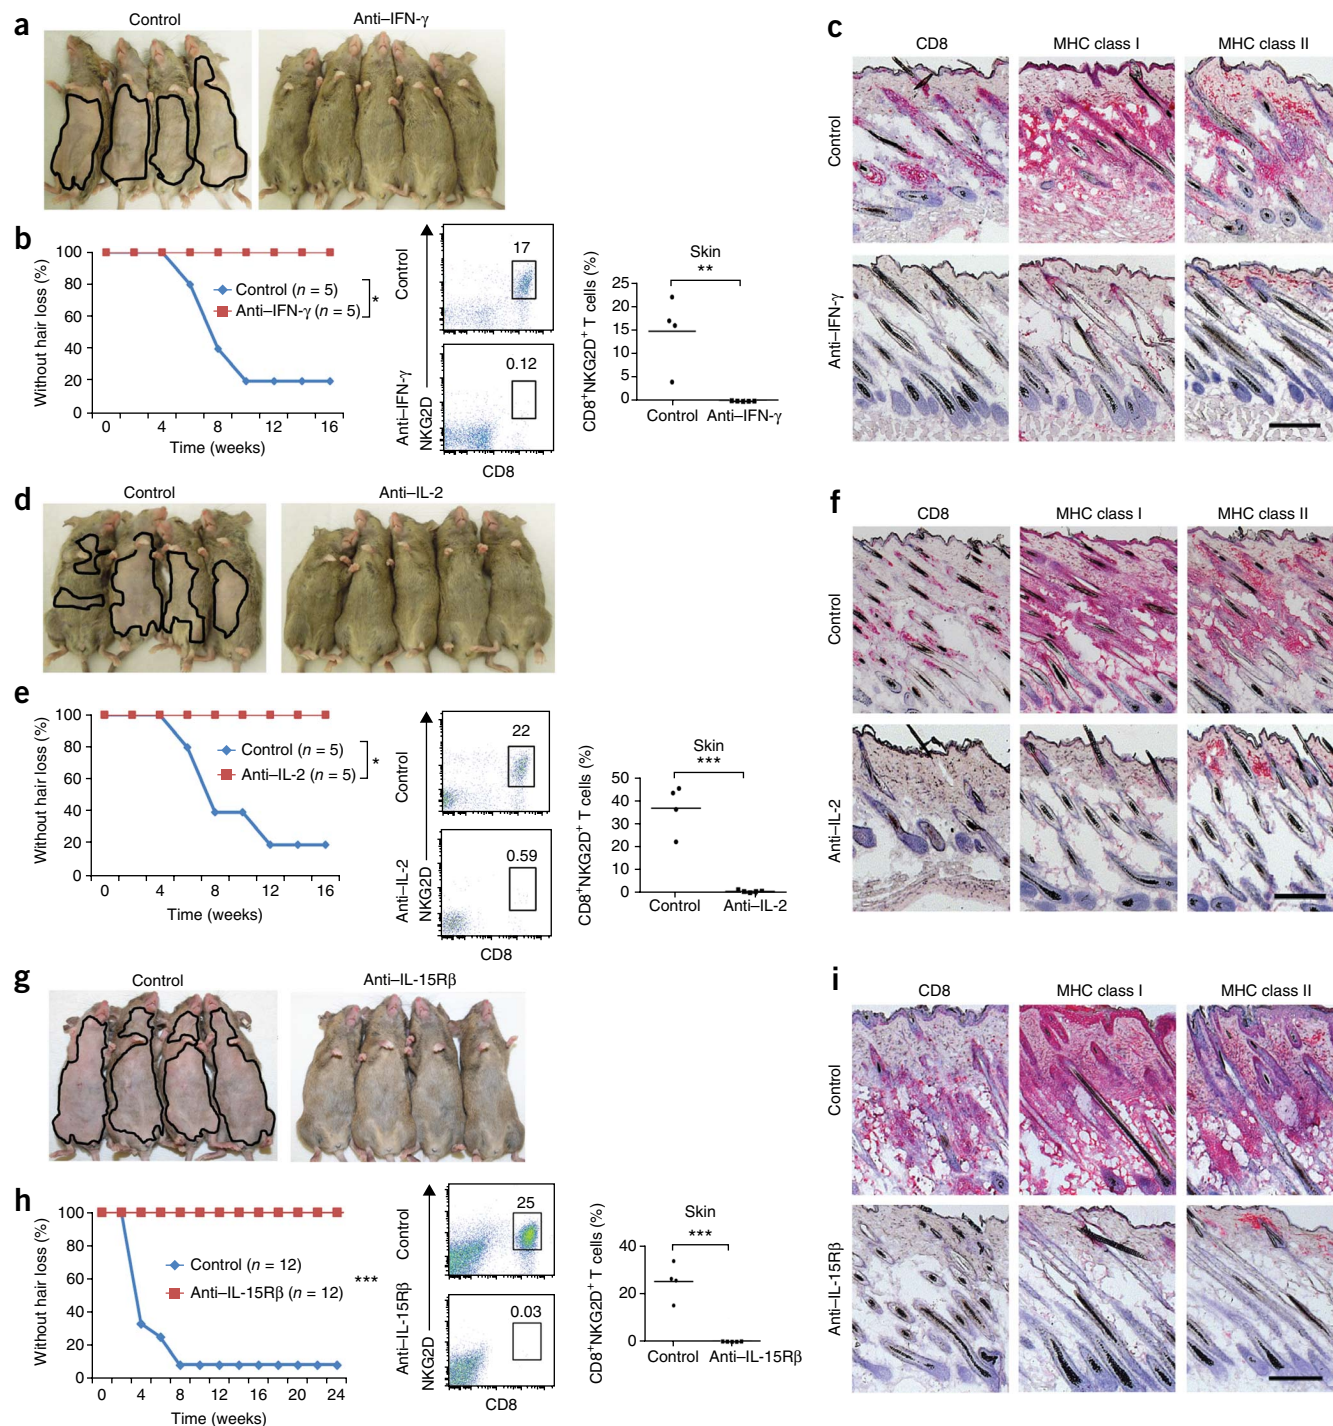 a
Control
Anti–IFN-γ
b
Without hair loss (%)
100
80
60
40
20
0
Control (n = 5)
Anti–IFN-γ (n = 5)
*
0 4 8 12 16
Time (weeks)
Control
17
Anti–IFN-γ
NKG2D
0.12
CD8
Skin
**
CD8+NKG2D+ T cells (%)
25
20
15
10
5
0
Control Anti–IFN-γ
c
CD8 MHC class I MHC class II
Control
Anti–IFN-γ
d
Control
Anti–IL-2
e
Without hair loss (%)
100
80
60
40
20
0
Control (n = 5)
Anti–IL-2 (n = 5)
*
0 4 8 12 16
Time (weeks)
Control
22
Anti–IL-2
NKG2D
0.59
CD8
Skin
***
CD8+NKG2D+ T cells (%)
50
40
30
20
10
0
Control Anti–IL-2
f
CD8 MHC class I MHC class II
Control
Anti–IL-2
g
Control
Anti–IL-15Rβ
h
Without hair loss (%)
100
80
60
40
20
0
Control (n = 12)
Anti–IL-15Rβ (n = 12)
***
0 4 8 12 16 20 24
Time (weeks)
Control
25
Anti–IL-15Rβ
NKG2D
0.03
CD8
Skin
***
CD8+NKG2D+ T cells (%)
40
20
0
Control Anti–IL-15Rβ
i
CD8 MHC class I MHC class II
Control
Anti–IL-15Rβ